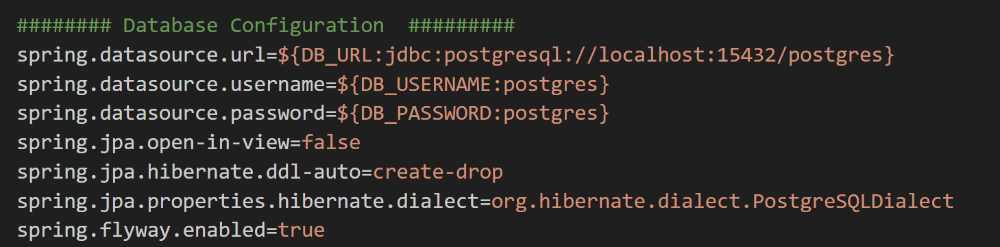 ######## Database Configuration  #########
spring.datasource.url=${DB_URL:jdbc:postgresql://localhost:15432/postgres}
spring.datasource.username=${DB_USERNAME:postgres}
spring.datasource.password=${DB_PASSWORD:postgres}
spring.jpa.open-in-view=false
spring.jpa.hibernate.ddl-auto=create-drop
spring.jpa.properties.hibernate.dialect=org.hibernate.dialect.PostgreSQLDialect
spring.flyway.enabled=true